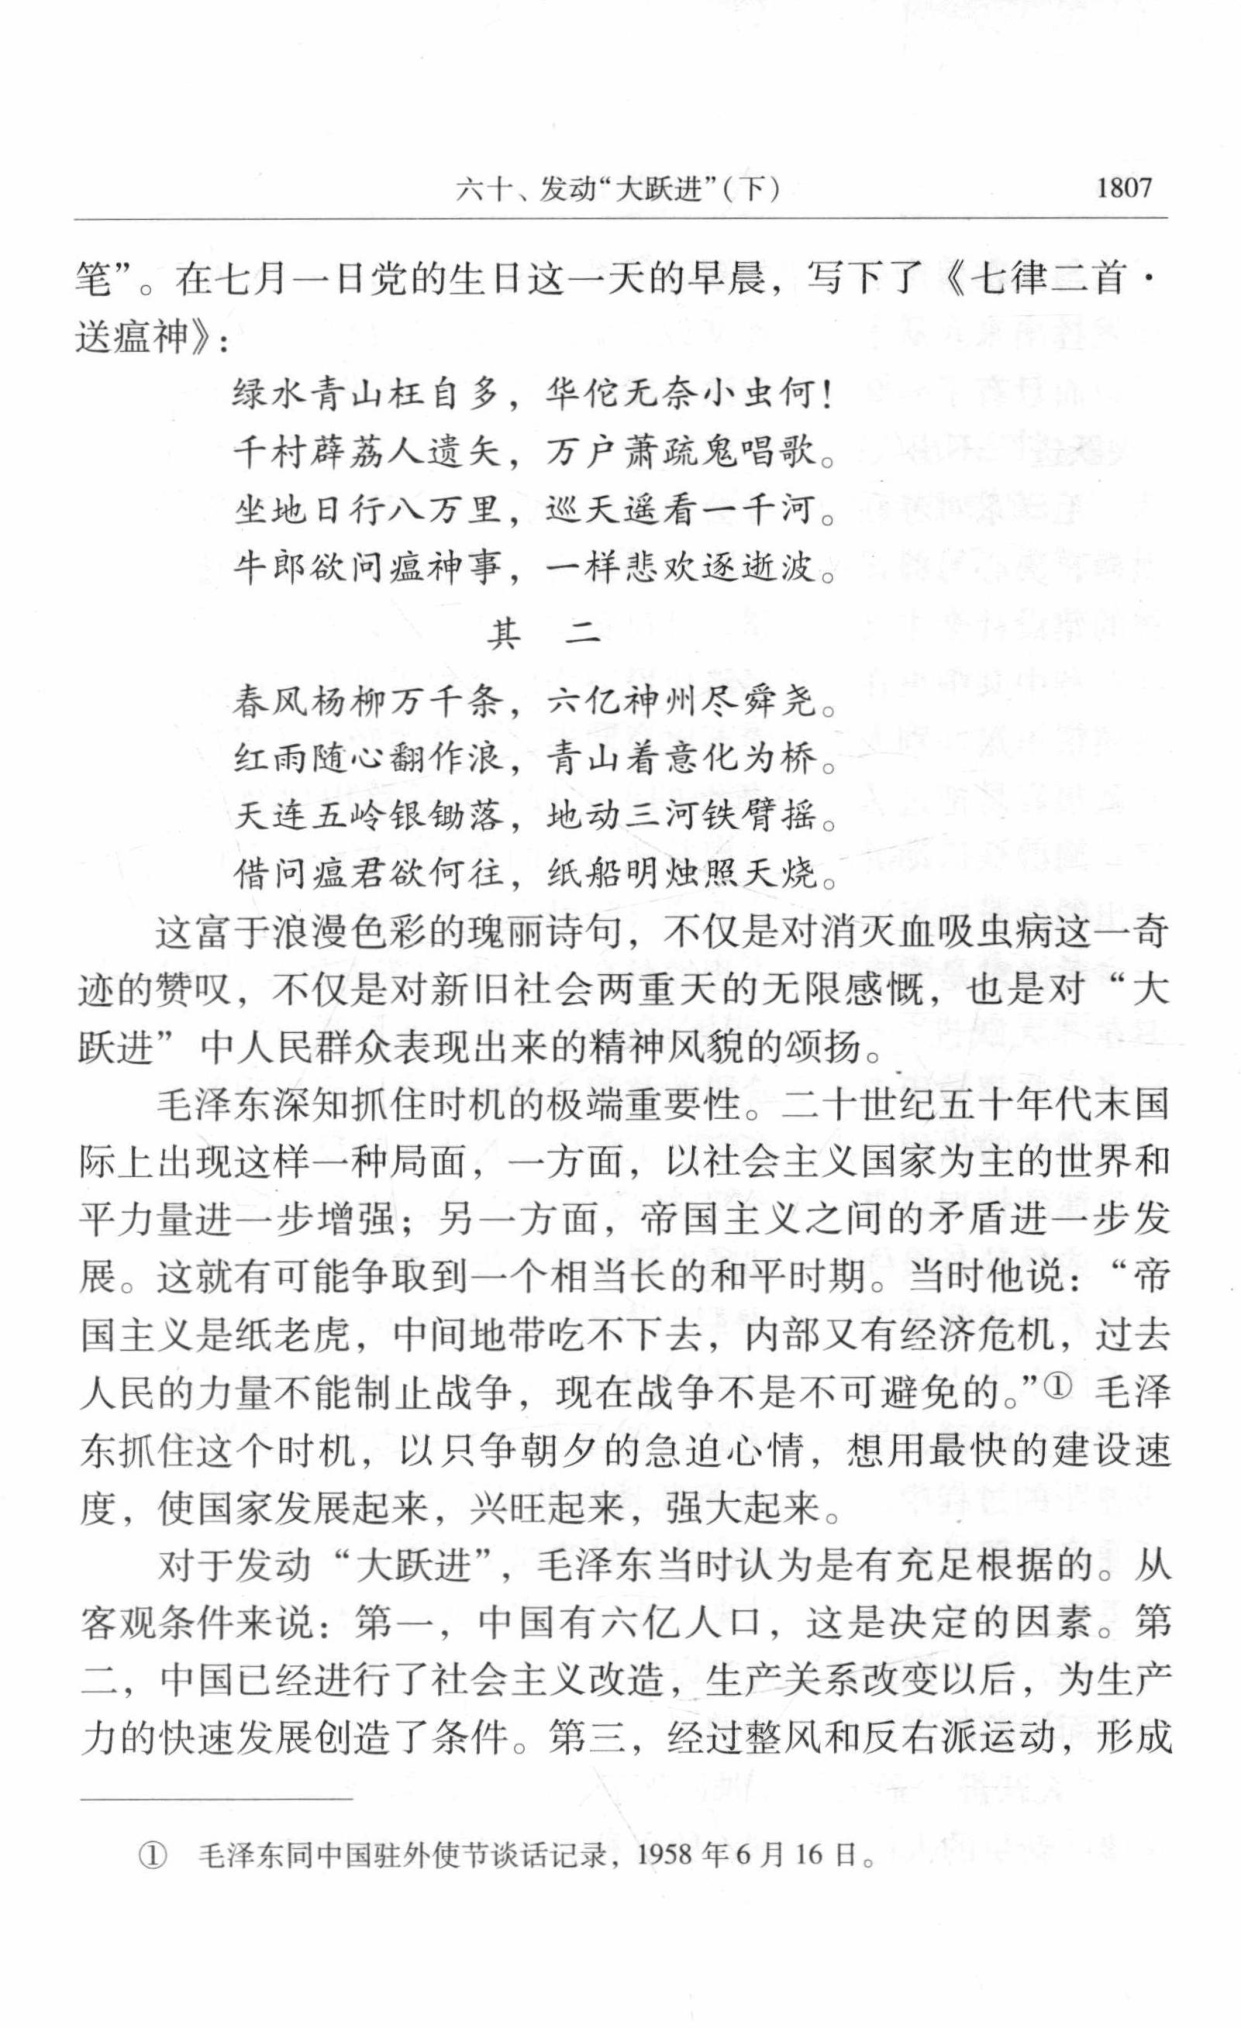 六十、发动“大跃进”(下) 1807
笔”。在七月一日党的生日这一天的早晨，写下了《七律二首·
送瘟神》：
绿水青山枉自多，华佗无奈小虫何！
千村薜荔人遗矢，万户萧疏鬼唱歌。
坐地日行八万里，巡天遥看一千河。
牛郎欲问瘟神事，一样悲欢逐逝波。
其 二
春风杨柳万千条，六亿神州尽舜尧。
红雨随心翻作浪，青山着意化为桥。
天连五岭银锄落，地动三河铁臂摇。
借问瘟君欲何往，纸船明烛照天烧。
这富于浪漫色彩的瑰丽诗句，不仅是对消灭血吸虫病这一奇
迹的赞叹，不仅是对新旧社会两重天的无限感慨，也是对“大
跃进”中人民群众表现出来的精神风貌的颂扬。
毛泽东深知抓住时机的极端重要性。二十世纪五十年代末国
际上出现这样一种局面，一方面，以社会主义国家为主的世界和
平力量进一步增强；另一方面，帝国主义之间的矛盾进一步发
展。这就有可能争取到一个相当长的和平时期。当时他说：“帝
国主义是纸老虎，中间地带吃不下去，内部又有经济危机，过去
人民的力量不能制止战争，现在战争不是不可避免的。”① 毛泽
东抓住这个时机，以只争朝夕的急迫心情，想用最快的建设速
度，使国家发展起来，兴旺起来，强大起来。
对于发动“大跃进”，毛泽东当时认为是有充足根据的。从
客观条件来说：第一，中国有六亿人口，这是决定的因素。第
二，中国已经进行了社会主义改造，生产关系改变以后，为生产
力的快速发展创造了条件。第三，经过整风和反右派运动，形成
① 毛泽东同中国驻外使节谈话记录，1958年6月16日。